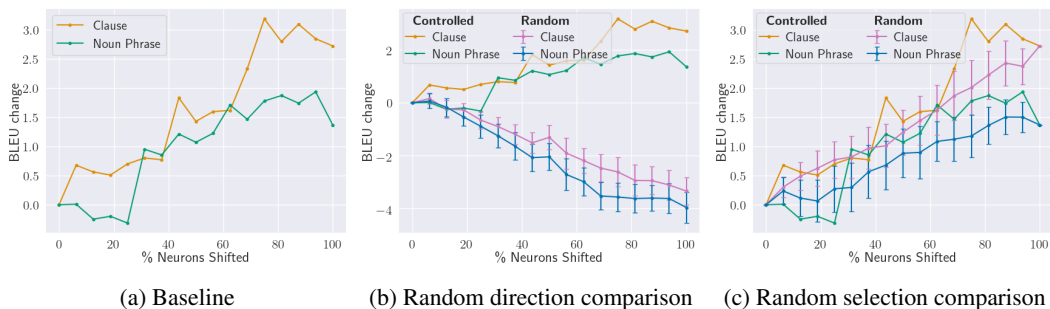 Clause
Noun Phrase
BLEU change
3.0
2.5
2.0
1.5
1.0
0.5
0.0
0
20
40
60
80
100
% Neurons Shifted
(a) Baseline
Controlled Random
Clause Clause
Noun Phrase Noun Phrase
BLEU change
2
0
−2
−4
0
20
40
60
80
100
% Neurons Shifted
(b) Random direction comparison
Controlled Random
Clause Clause
Noun Phrase Noun Phrase
BLEU change
3.0
2.5
2.0
1.5
1.0
0.5
0.0
0
20
40
60
80
100
% Neurons Shifted
(c) Random selection comparison